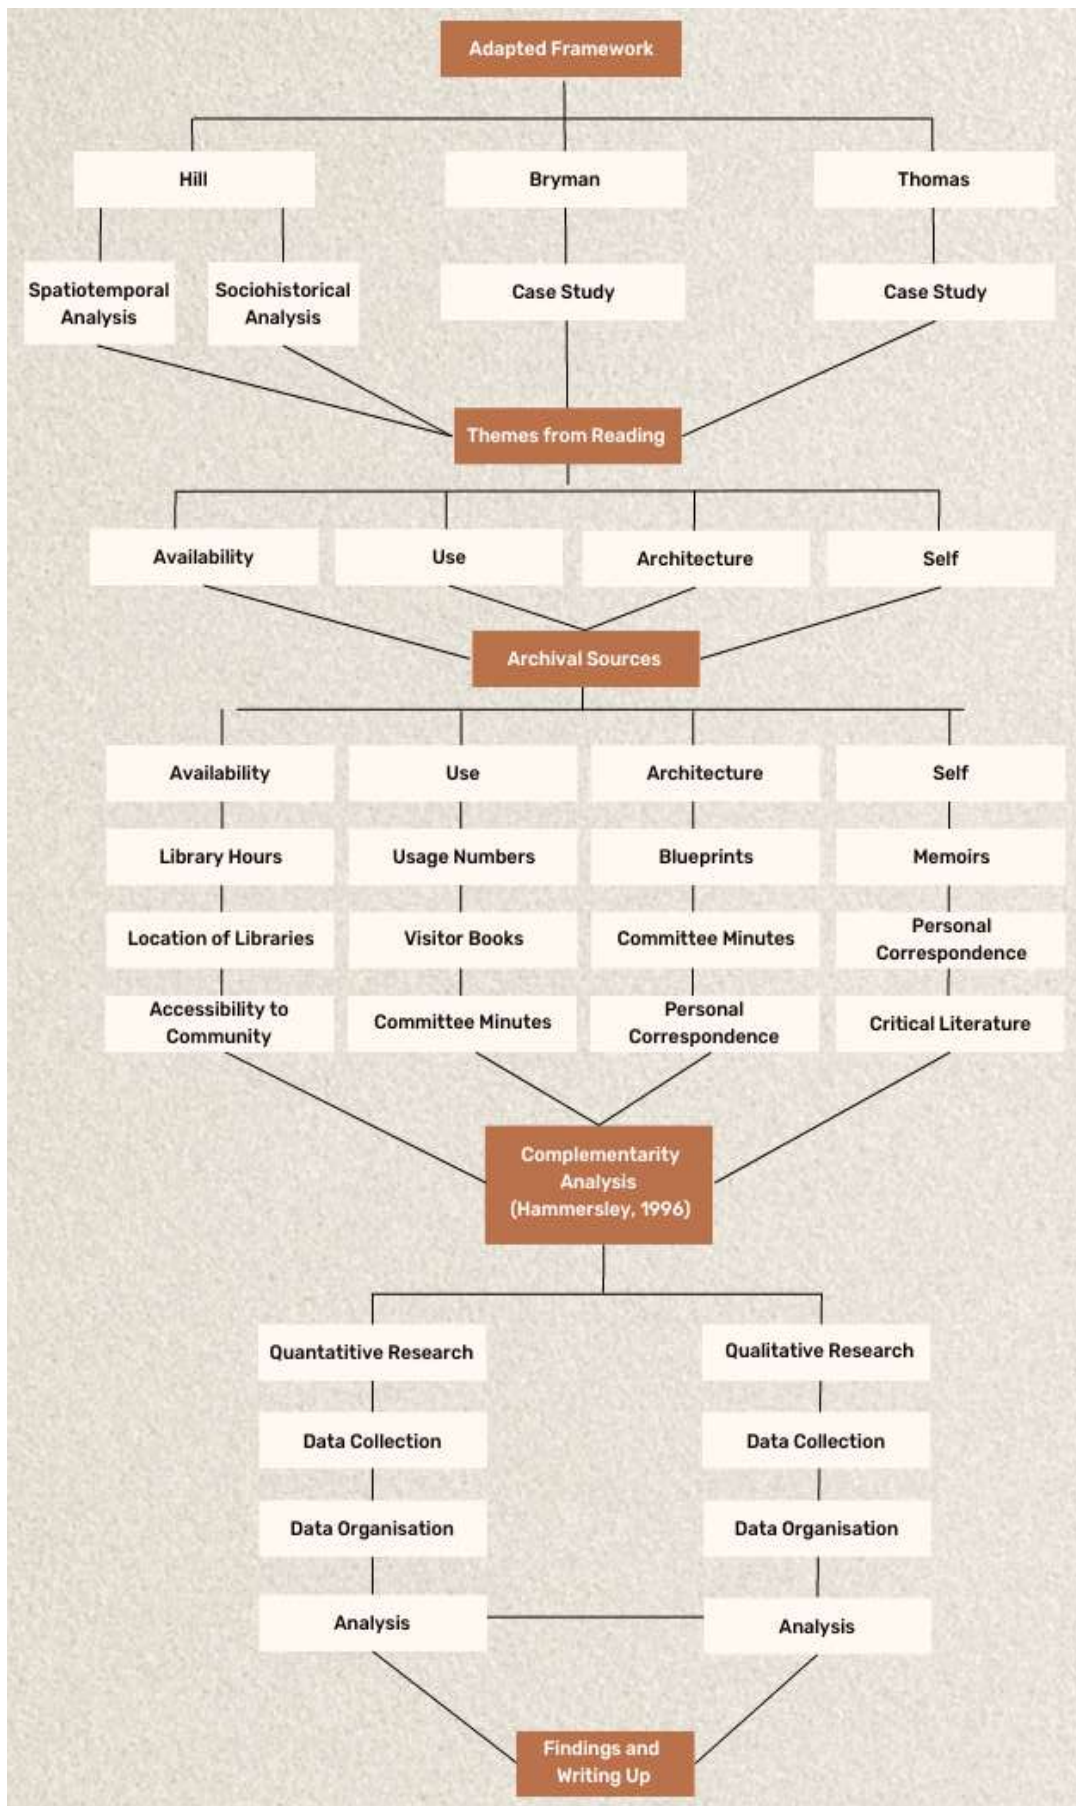 Adapted Framework
Hill
Bryman
Thomas
Spatiotemporal
Analysis
Sociohistorical
Analysis
Case Study
Case Study
Themes from Reading
Availability
Use
Architecture
Self
Archival Sources
Availability
Use
Architecture
Self
Library Hours
Usage Numbers
Blueprints
Memoirs
Location of Libraries
Visitor Books
Committee Minutes
Personal
Correspondence
Accessibility to
Community
Committee Minutes
Personal
Correspondence
Critical Literature
Complementarity
Analysis
(Hammersley, 1996)
Quantatitive Research
Qualitative Research
Data Collection
Data Collection
Data Organisation
Data Organisation
Analysis
Analysis
Findings and
Writing Up